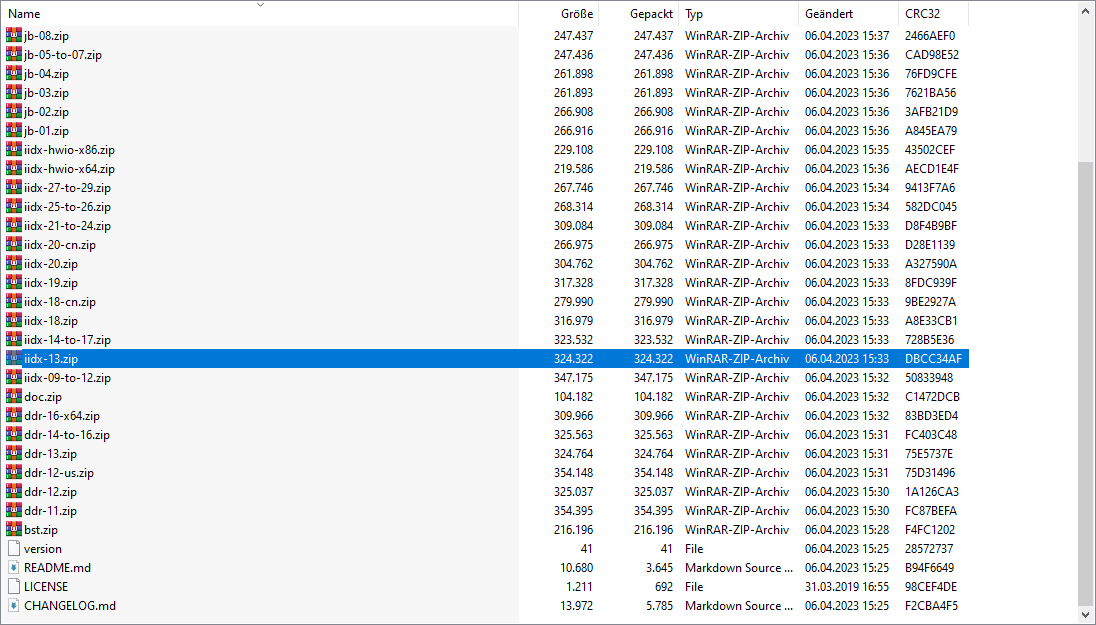 Name Größe Gepackt Typ Geändert CRC32
jb-08.zip 247.437 247.437 WinRAR-ZIP-Archiv 06.04.2023 15:37 2466AEF0
jb-05-to-07.zip 247.436 247.436 WinRAR-ZIP-Archiv 06.04.2023 15:36 CAD98E52
jb-04.zip 261.898 261.898 WinRAR-ZIP-Archiv 06.04.2023 15:36 76FD9CFE
jb-03.zip 261.893 261.893 WinRAR-ZIP-Archiv 06.04.2023 15:36 7621BA56
jb-02.zip 266.908 266.908 WinRAR-ZIP-Archiv 06.04.2023 15:36 3AFB21D9
jb-01.zip 266.916 266.916 WinRAR-ZIP-Archiv 06.04.2023 15:36 A845EA79
iidx-hwio-x86.zip 229.108 229.108 WinRAR-ZIP-Archiv 06.04.2023 15:35 43502CEF
iidx-hwio-x64.zip 219.586 219.586 WinRAR-ZIP-Archiv 06.04.2023 15:36 AECD1E4F
iidx-27-to-29.zip 267.746 267.746 WinRAR-ZIP-Archiv 06.04.2023 15:34 9413F7A6
iidx-25-to-26.zip 268.314 268.314 WinRAR-ZIP-Archiv 06.04.2023 15:34 582DC045
iidx-21-to-24.zip 309.084 309.084 WinRAR-ZIP-Archiv 06.04.2023 15:33 D8F4B9BF
iidx-20-cn.zip 266.975 266.975 WinRAR-ZIP-Archiv 06.04.2023 15:33 D28E1139
iidx-20.zip 304.762 304.762 WinRAR-ZIP-Archiv 06.04.2023 15:33 A327590A
iidx-19.zip 317.328 317.328 WinRAR-ZIP-Archiv 06.04.2023 15:33 8FDC939F
iidx-18-cn.zip 279.990 279.990 WinRAR-ZIP-Archiv 06.04.2023 15:33 9BE2927A
iidx-18.zip 316.979 316.979 WinRAR-ZIP-Archiv 06.04.2023 15:33 A8E33CB1
iidx-14-to-17.zip 323.532 323.532 WinRAR-ZIP-Archiv 06.04.2023 15:33 728B5E36
iidx-13.zip 324.322 324.322 WinRAR-ZIP-Archiv 06.04.2023 15:33 DBCC34AF
iidx-09-to-12.zip 347.175 347.175 WinRAR-ZIP-Archiv 06.04.2023 15:32 50833948
doc.zip 104.182 104.182 WinRAR-ZIP-Archiv 06.04.2023 15:32 C1472DCB
ddr-16-x64.zip 309.966 309.966 WinRAR-ZIP-Archiv 06.04.2023 15:32 83BD3ED4
ddr-14-to-16.zip 325.563 325.563 WinRAR-ZIP-Archiv 06.04.2023 15:31 FC403C48
ddr-13.zip 324.764 324.764 WinRAR-ZIP-Archiv 06.04.2023 15:31 75E5737E
ddr-12-us.zip 354.148 354.148 WinRAR-ZIP-Archiv 06.04.2023 15:31 75D31496
ddr-12.zip 325.037 325.037 WinRAR-ZIP-Archiv 06.04.2023 15:30 1A126CA3
ddr-11.zip 354.395 354.395 WinRAR-ZIP-Archiv 06.04.2023 15:30 FC87BEFA
bst.zip 216.196 216.196 WinRAR-ZIP-Archiv 06.04.2023 15:28 F4FC1202
version 41 41 File 06.04.2023 15:25 28572737
README.md 10.680 3.645 Markdown Source ... 06.04.2023 15:25 B94F6649
LICENSE 1.211 692 File 31.03.2019 16:55 98CEF4DE
CHANGELOG.md 13.972 5.785 Markdown Source ... 06.04.2023 15:25 F2CBA4F5